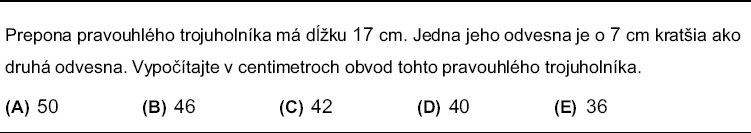 Prepona pravouhlého trojuholníka má dĺžku 17 cm. Jedna jeho odvesna je o 7 cm kratšia ako
druhá odvesna. Vypočítajte v centimetroch obvod tohto pravouhlého trojuholníka.
(A) 50 (B) 46 (C) 42 (D) 40 (E) 36